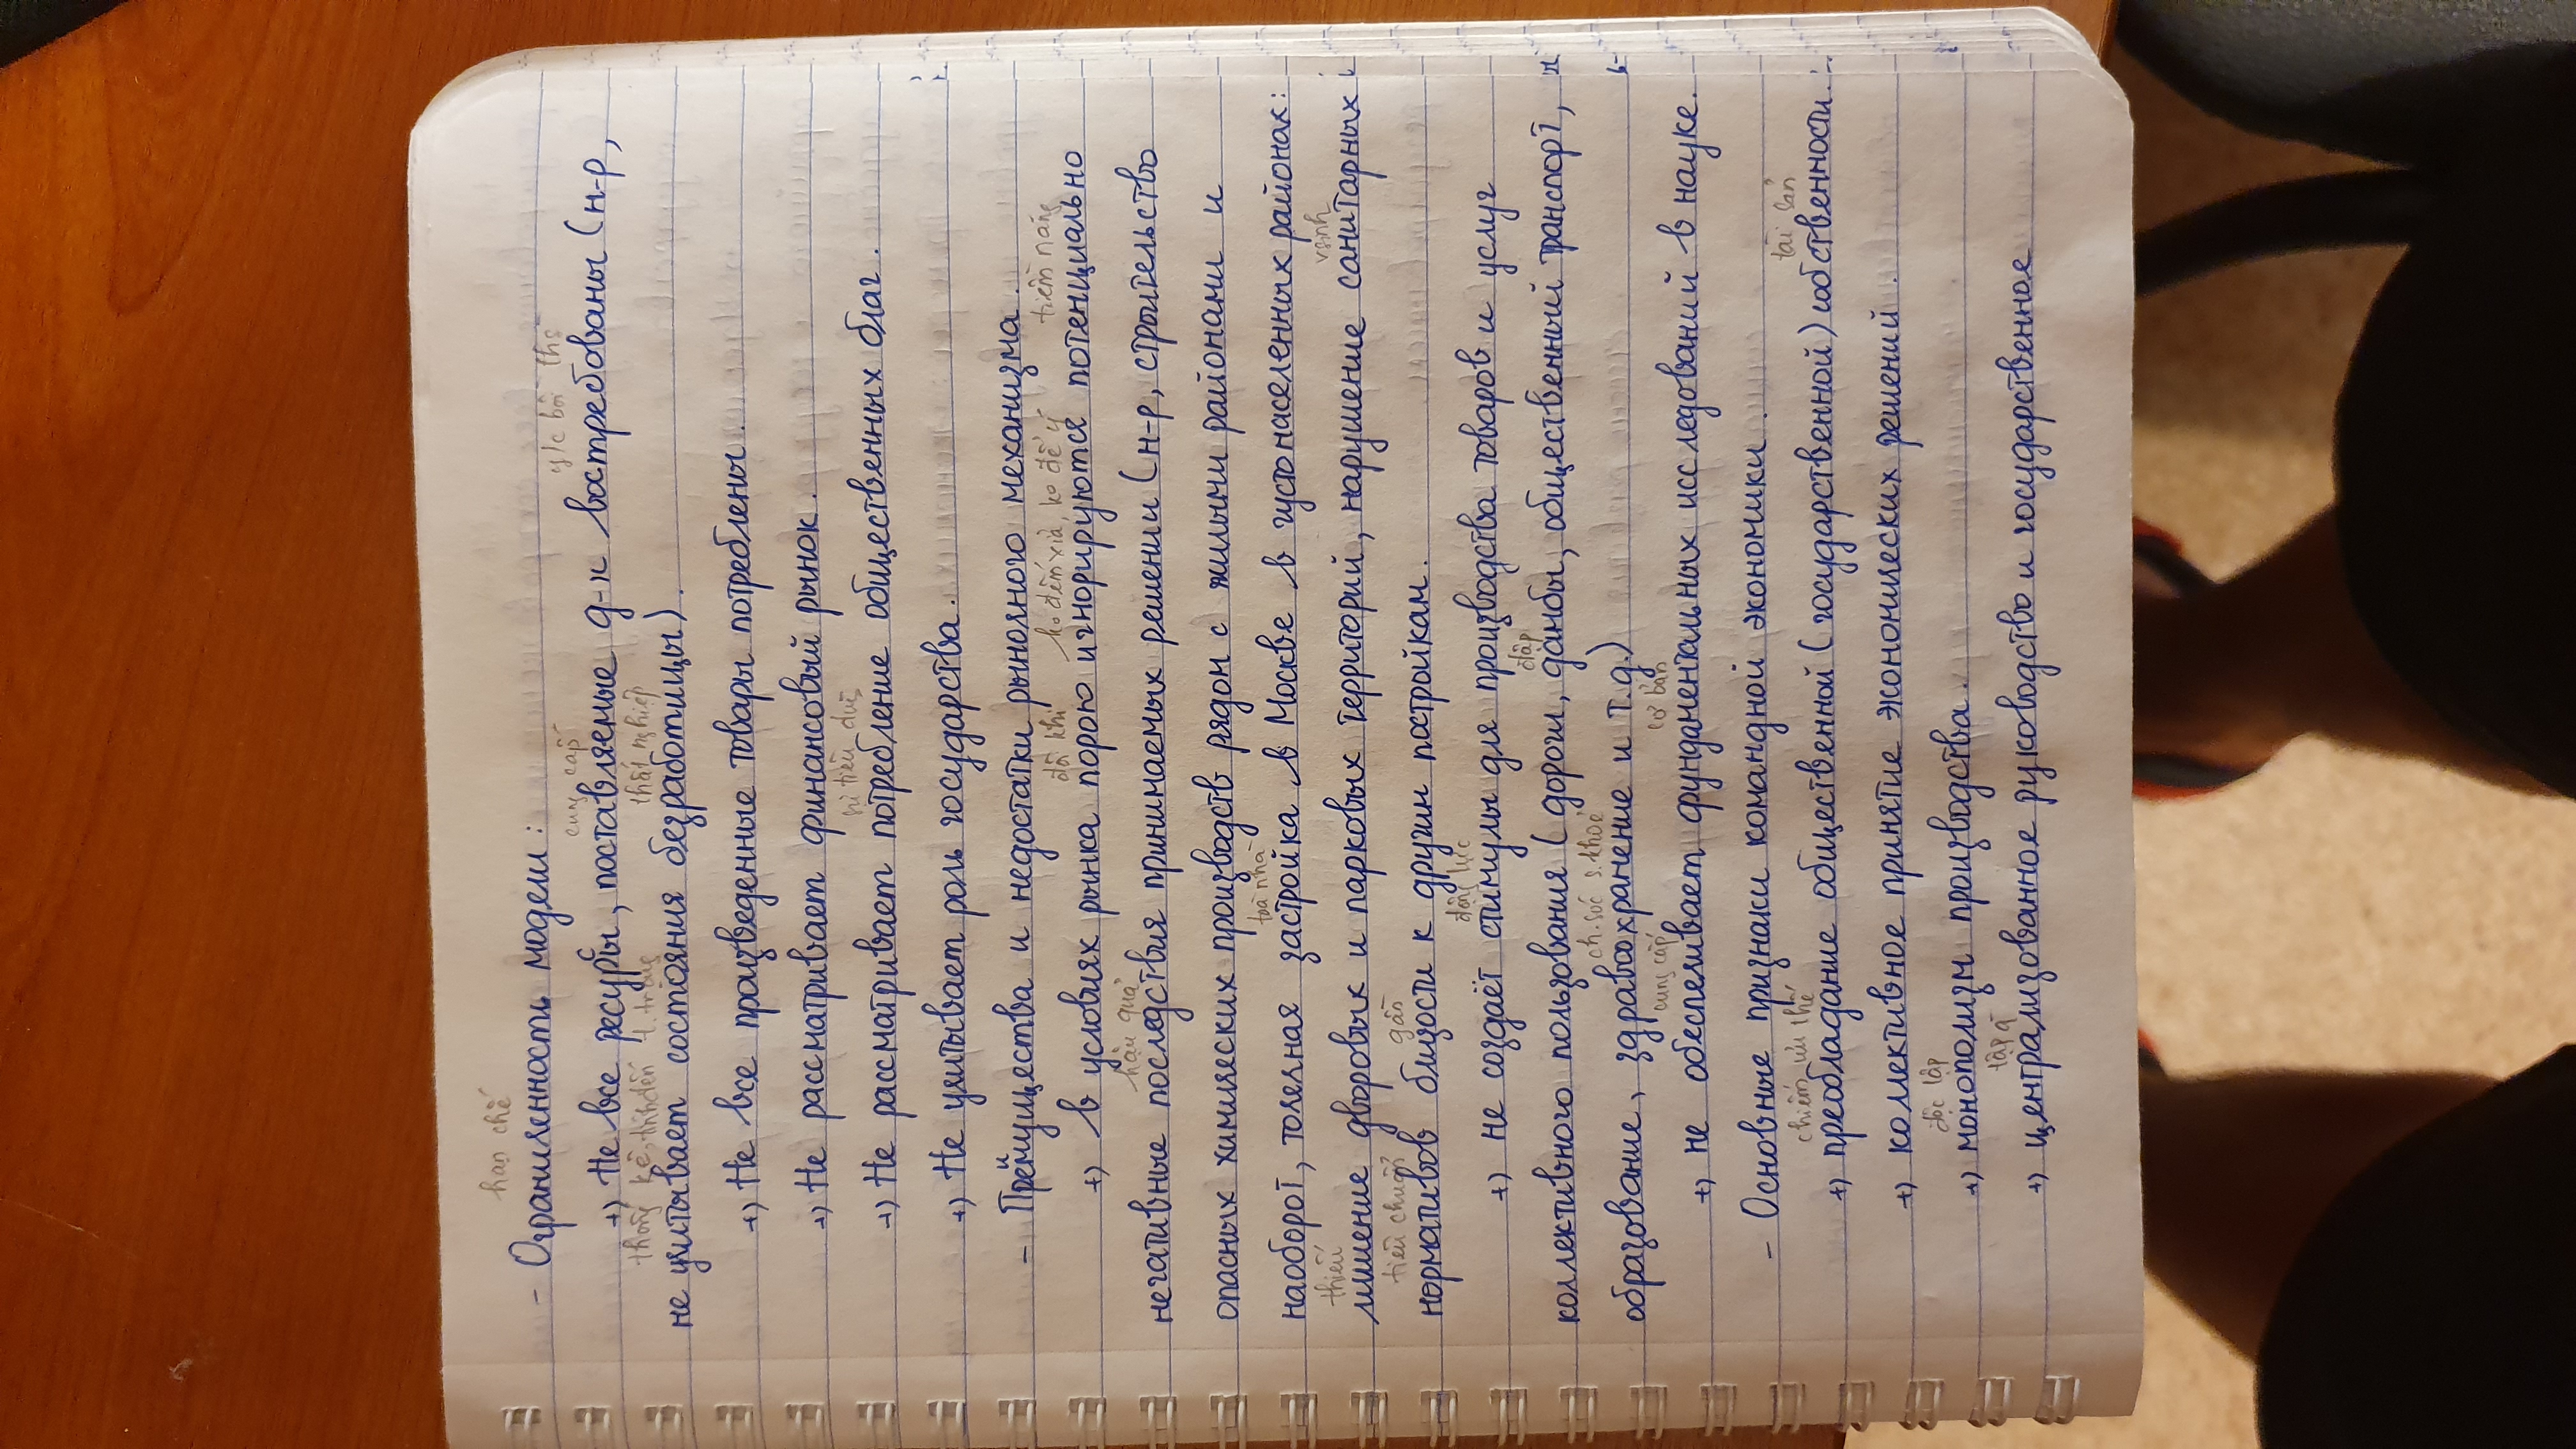 hạn chế
- Ограниченность модели:
cung cấp y/c bồi thg
+) Не все ресурсы, поставляемые д-х востребованы (н-р,
thống kê, tính đến t.trạng thất nghiệp
не учитывает состояния безработицы).
+) Не все произведенные товары потреблены.
+) Не рассматривает финансовый рынок.
sự tiêu dùng
+) Не рассматривает потребление общественных благ.
+) Не учитывает роль государства.
- Преимущества и недостатки рыночного механизма.
đôi khi ko đếm xỉa, ko để ý tiềm năng
+) в условиях рынка порою игнорируются потенциально
hậu quả
негативные последствия принимаемых решении (н-р, строительство
опасных химических производств рядом с жилыми районами и
toà nhà
наоборот, точечная застройка в Москве в густонаселенных районах:
thiếu vsinh
лишение дворовых и парковых территорий, нарушение санитарных
tiêu chuẩn gần
нормативов близости к другим постройкам.
động lực
+) не создаёт стимулы для производства товаров и услуг
đập
коллективного пользования (дороги, дамбы, общественный транспорт,
ch.sóc s.khoẻ
образование, здравоохранение и т.д.)
cung cấp cơ bản
+) не обеспечивает фундаментальных исследований в науке.
- Основные признаки командной экономики.
chiếm ưu thế tài sản
+) преобладание общественной (государственной) собственности.
+) коллективное принятие экономических решений.
độc lập
+) монополизм производства.
tập
+) централизованное руководство и государственное